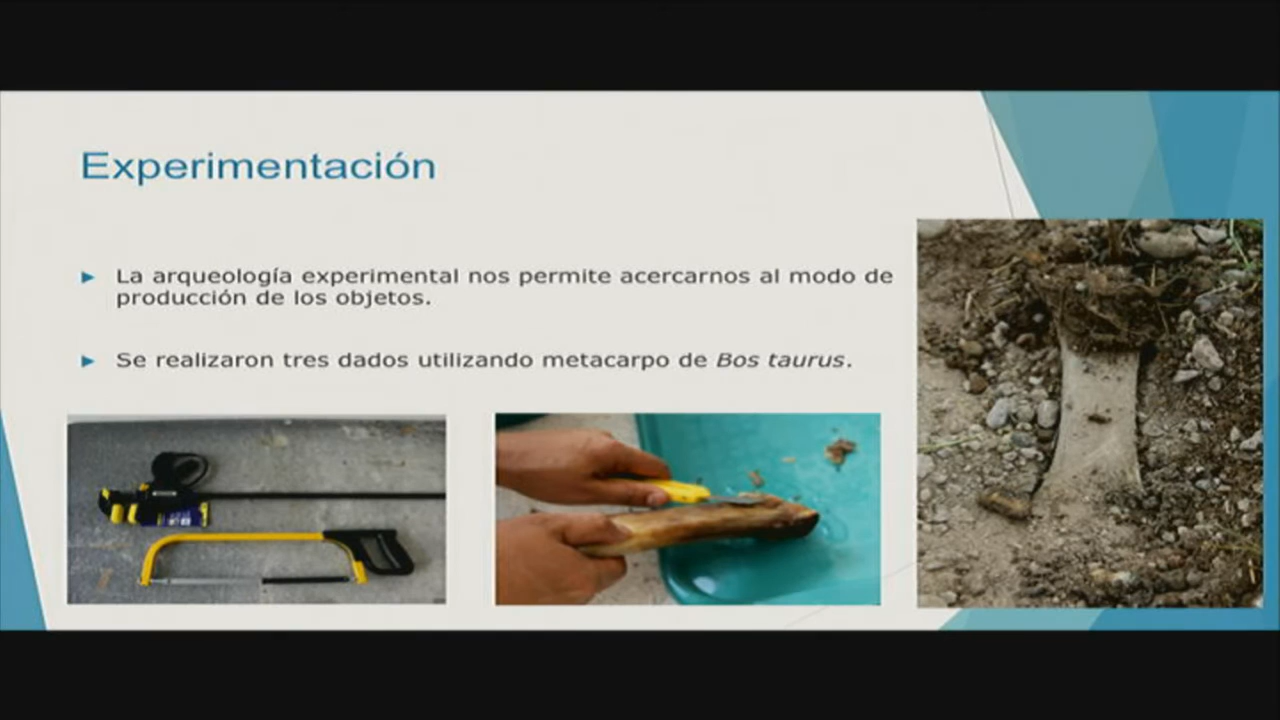 Experimentación
La arqueología experimental nos permite acercarnos al modo de
producción de los objetos.
Se realizaron tres dados utilizando metacarpo de Bos taurus.